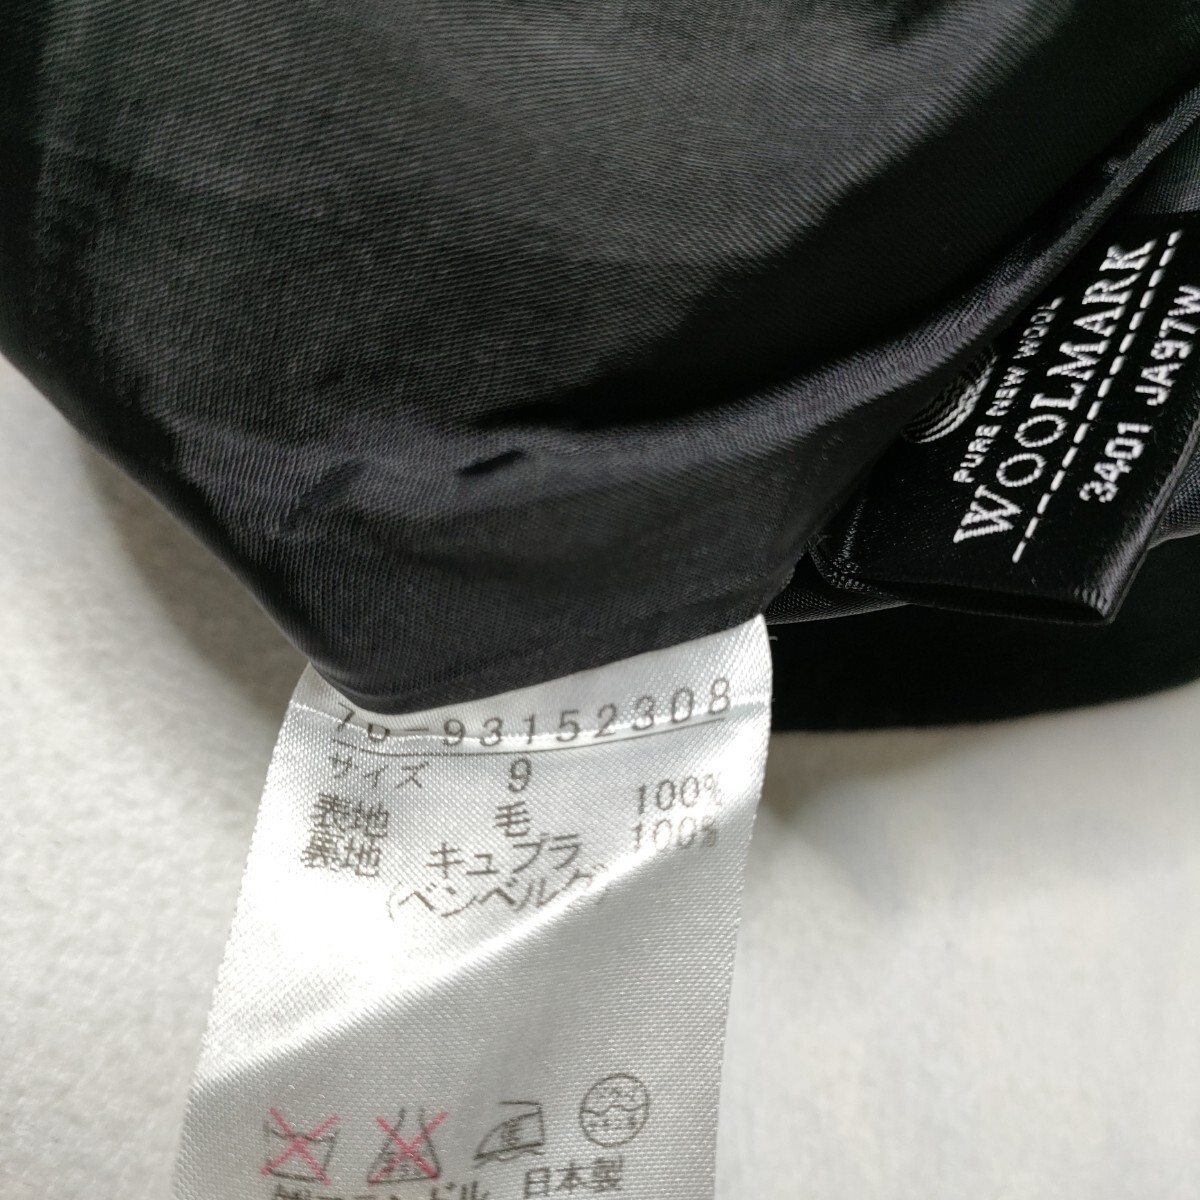 76-93152308
サイズ 9
表地 毛 100%
裏地 キュプラ 100%
(ベンベルグ)
日本製
PURE NEW WOOL
WOOLMARK
3401 JA97W